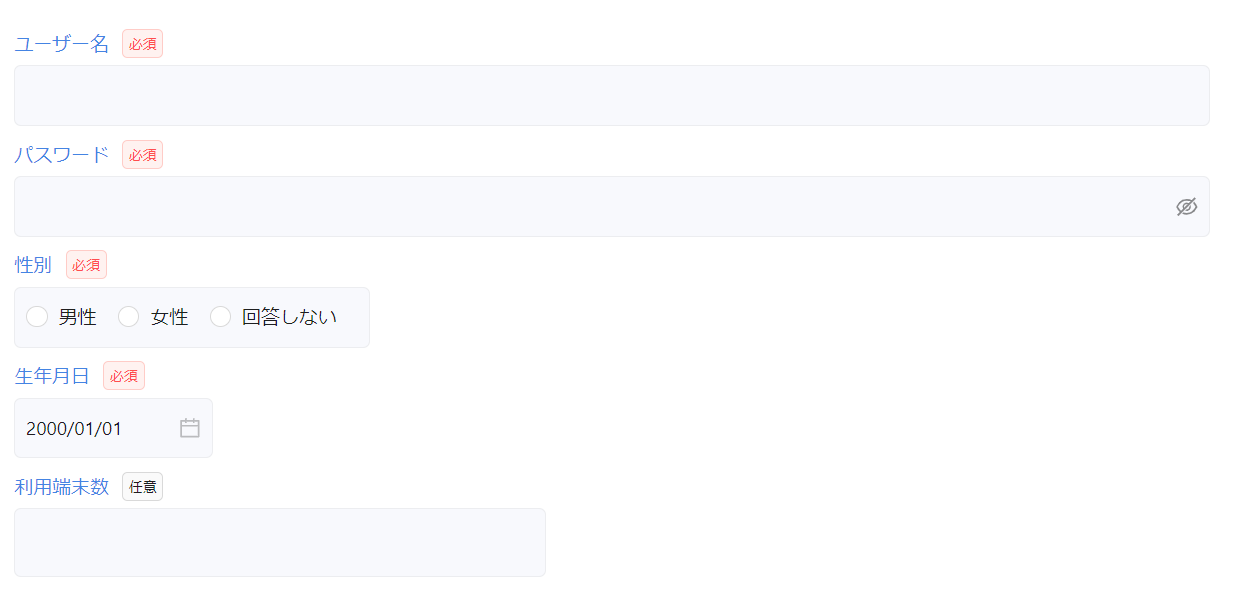 ユーザー名 必須
パスワード 必須
性別 必須
男性 女性 回答しない
生年月日 必須
2000/01/01
利用端末数 任意